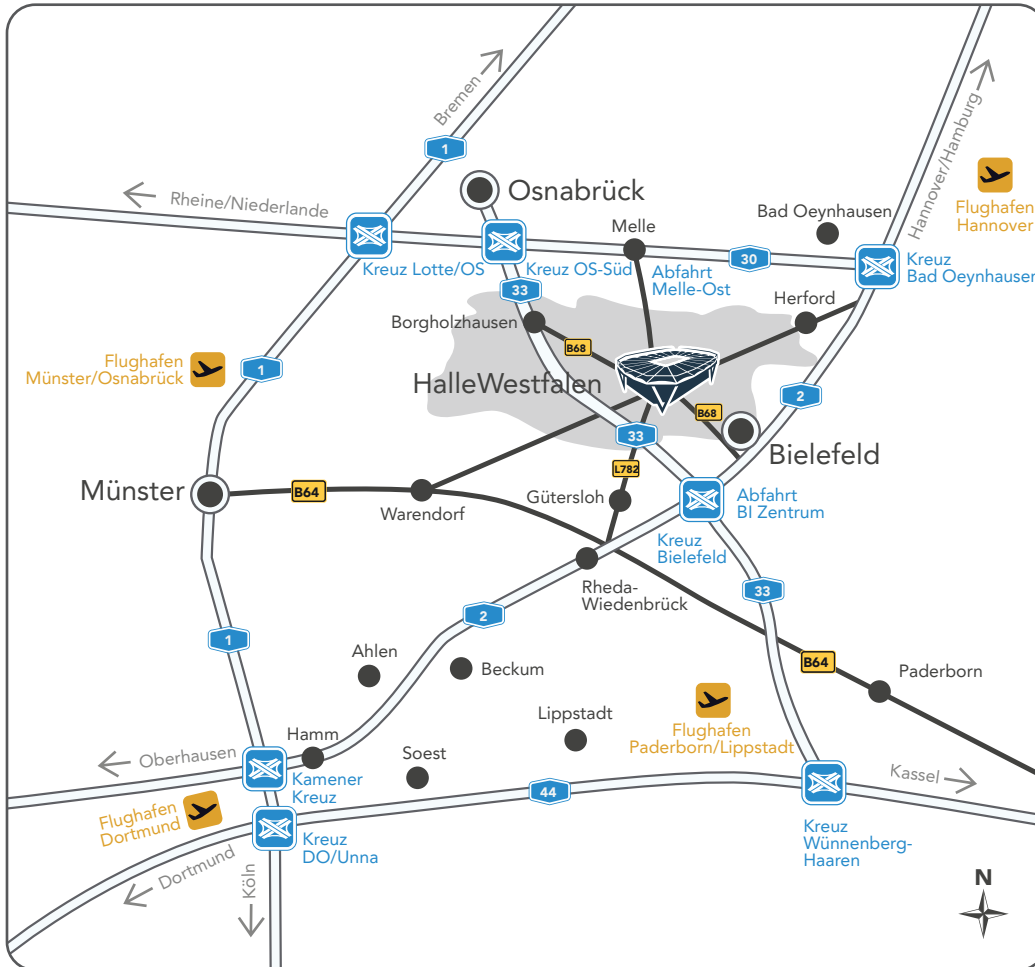 Bremen
1
Hannover/Hamburg
Rheine/Niederlande
Osnabrück
Flughafen
Hannover
Bad Oeynhausen
Melle
Kreuz Lotte/OS
Kreuz OS-Süd
Abfahrt
Melle-Ost
30
Kreuz
Bad Oeynhausen
33
Herford
Borgholzhausen
B68
Flughafen
Münster/Osnabrück
1
HalleWestfalen
2
B68
33
Bielefeld
L782
Münster
B64
Warendorf
Gütersloh
Abfahrt
BI Zentrum
Kreuz
Bielefeld
Rheda-
Wiedenbrück
33
2
1
Ahlen
Beckum
B64
Paderborn
Lippstadt
Flughafen
Paderborn/Lippstadt
Hamm
Oberhausen
Soest
Kamener
Kreuz
Kassel
44
Flughafen
Dortmund
Kreuz
DO/Unna
Kreuz
Wünnenberg-
Haaren
Dortmund
Köln
N